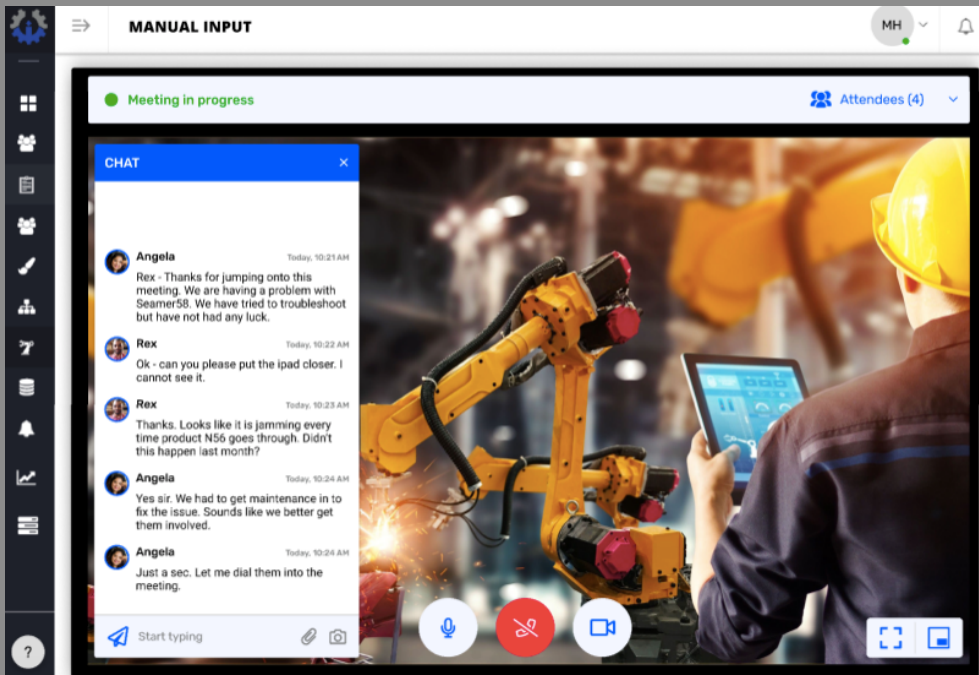 MANUAL INPUT
MH
Meeting in progress
Attendees (4)
CHAT
Angela
Today, 10:21 AM
Rex - Thanks for jumping onto this
meeting. We are having a problem with
Seamer58. We have tried to troubleshoot
but have not had any luck.
Rex
Today, 10:22 AM
Ok - can you please put the ipad closer. I
cannot see it.
Rex
Today, 10:23 AM
Thanks. Looks like it is jamming every
time product N56 goes through. Didn't
this happen last month?
Angela
Today, 10:24 AM
Yes sir. We had to get maintenance in to
fix the issue. Sounds like we better get
them involved.
Angela
Today, 10:24 AM
Just a sec. Let me dial them into the
meeting.
Start typing
?